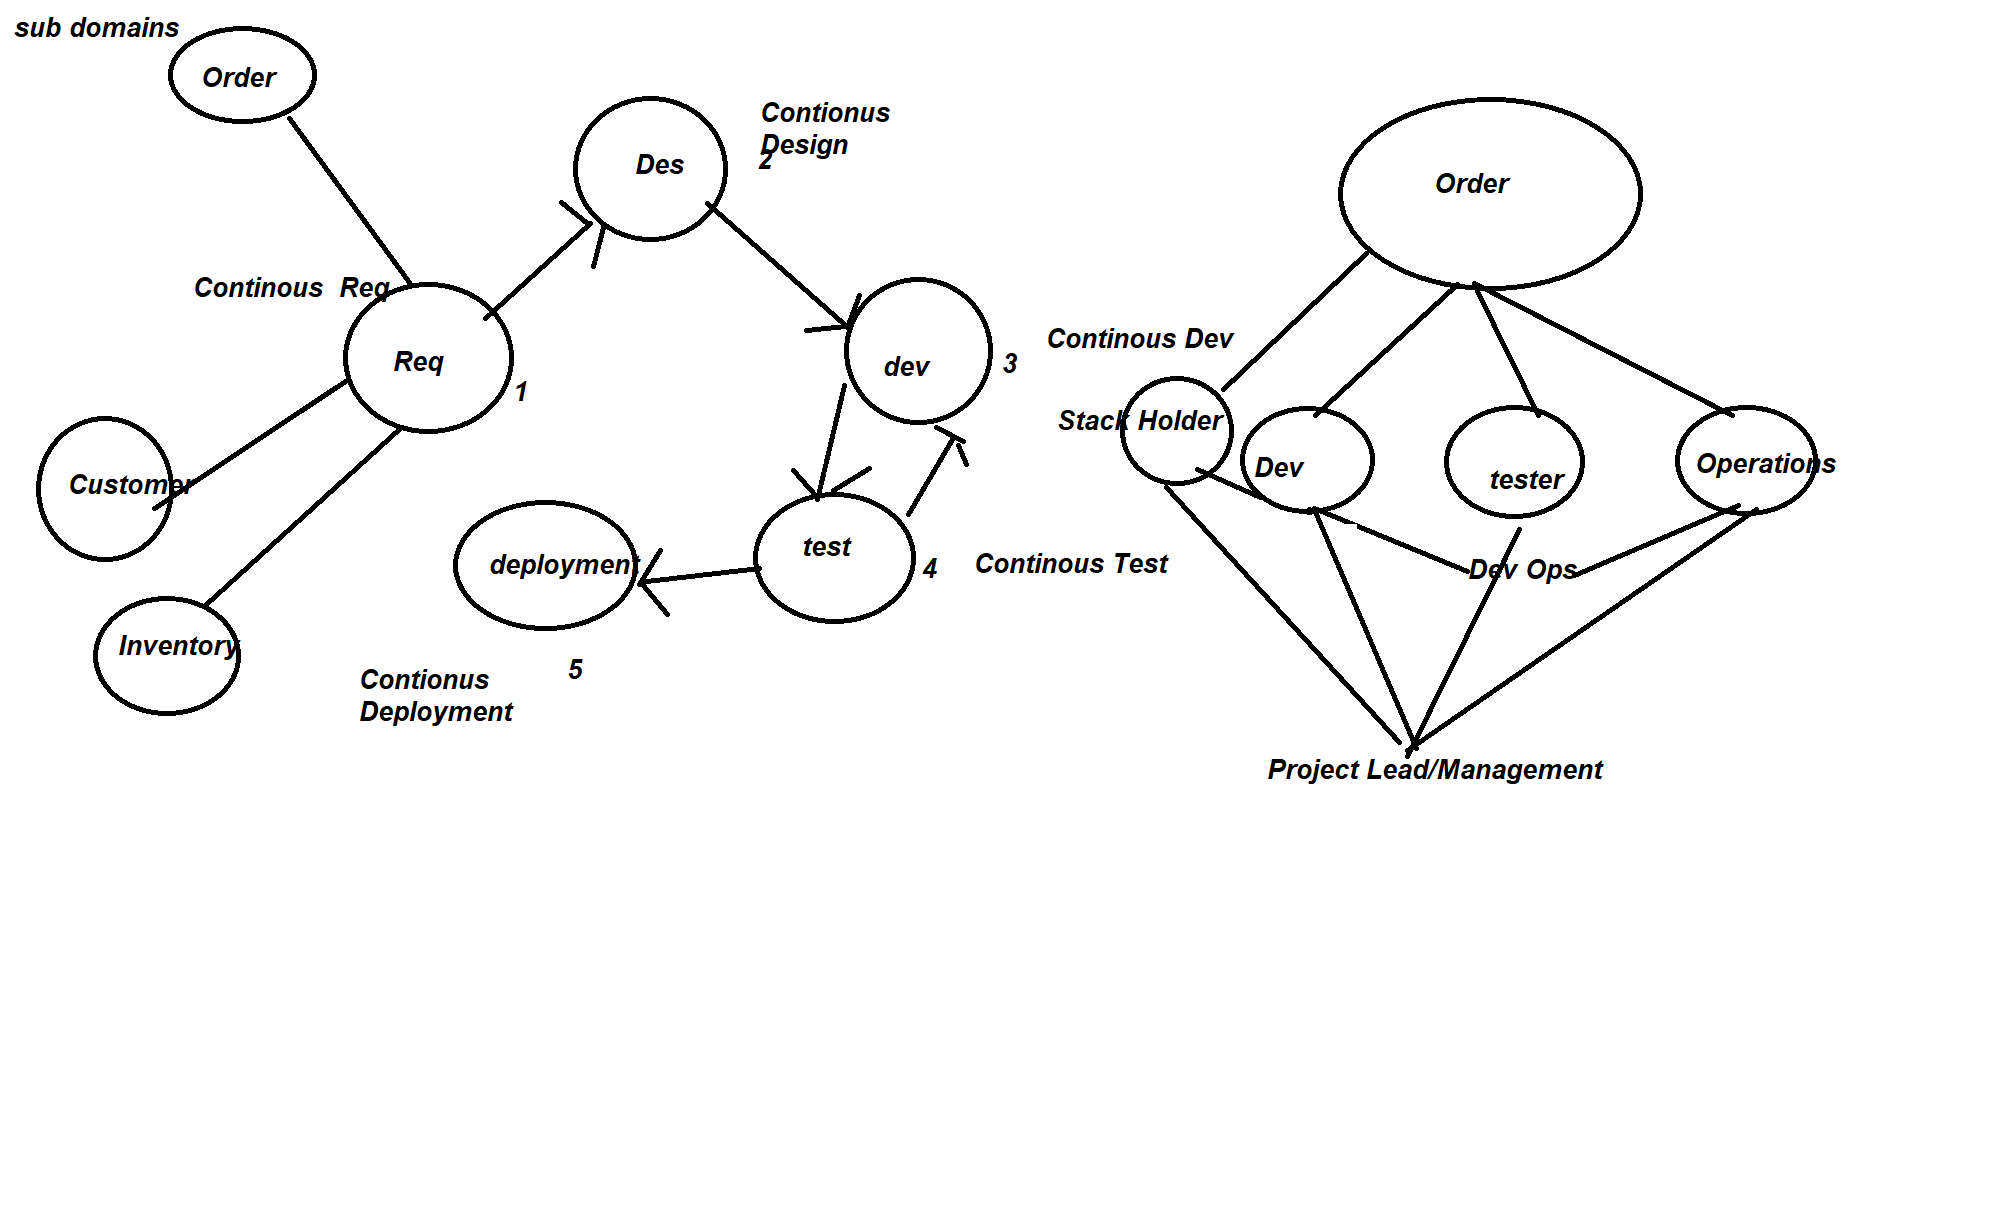 sub domains
Order
Des
Contionus
Design
2
Order
Continous  Req
Req
1
dev
3
Continous Dev
Stack Holder
Dev
tester
Operations
Customer
deployment
test
4
Continous Test
Dev Ops
Inventory
5
Contionus
Deployment
Project Lead/Management